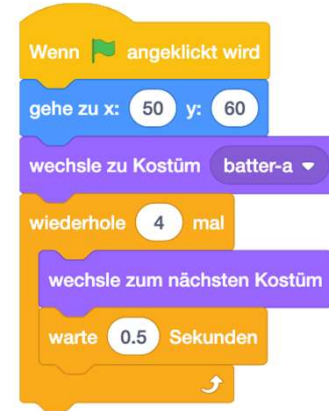 Wenn angeklickt wird
gehe zu x: 50 y: 60
wechsle zu Kostüm batter-a
wiederhole 4 mal
wechsle zum nächsten Kostüm
warte 0.5 Sekunden